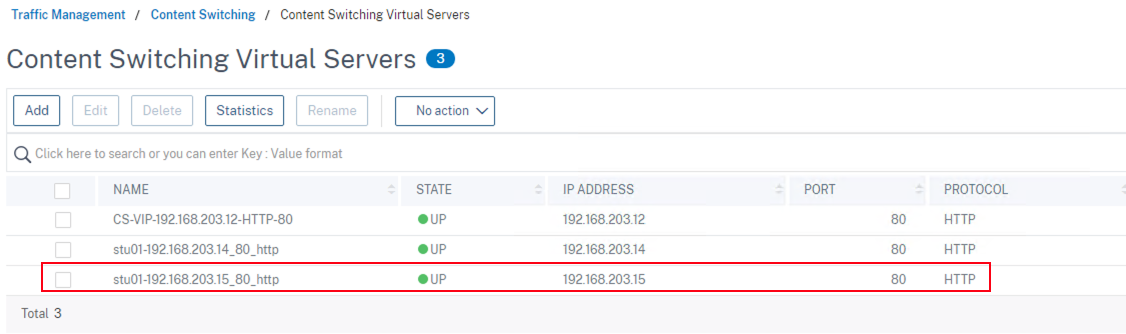 Traffic Management / Content Switching / Content Switching Virtual Servers
Content Switching Virtual Servers 3
Add Edit Delete Statistics Rename No action
Click here to search or you can enter Key : Value format
NAME STATE IP ADDRESS PORT PROTOCOL
CS-VIP-192.168.203.12-HTTP-80 UP 192.168.203.12 80 HTTP
stu01-192.168.203.14_80_http UP 192.168.203.14 80 HTTP
stu01-192.168.203.15_80_http UP 192.168.203.15 80 HTTP
Total 3